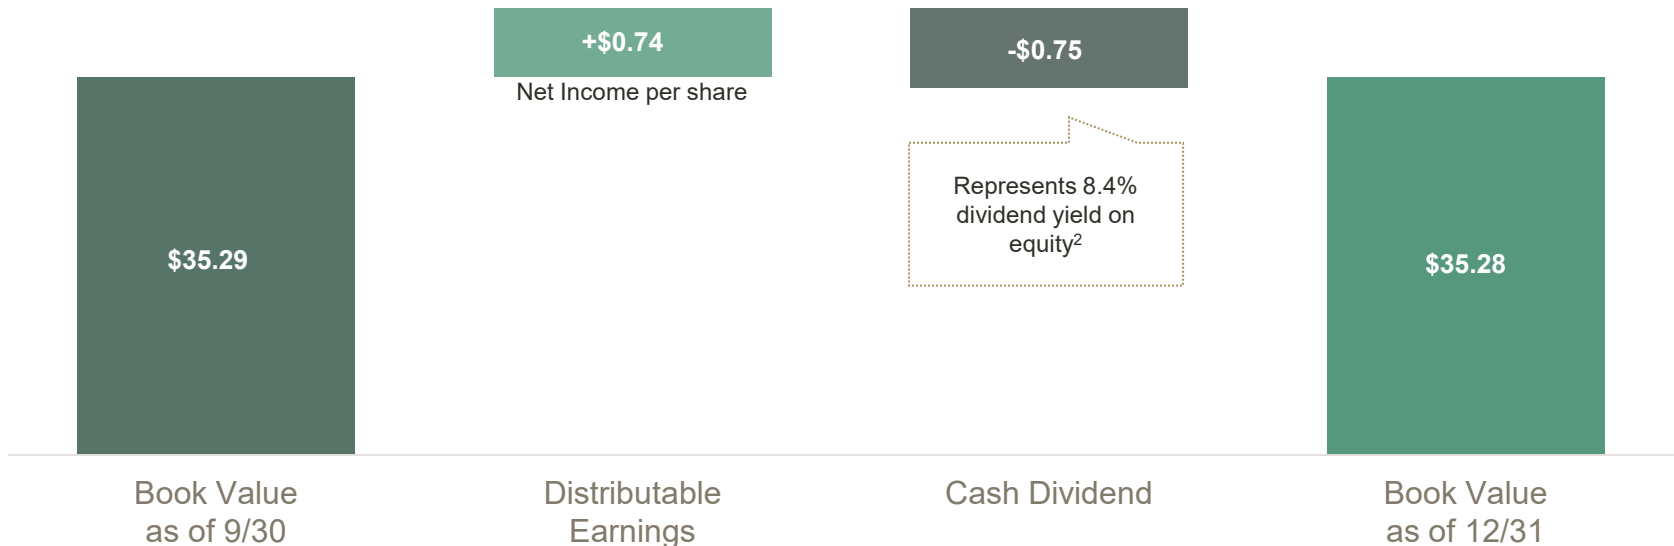 +$0.74
Net Income per share
-$0.75
Represents 8.4%
dividend yield on
equity²
$35.29
$35.28
Book Value
as of 9/30
Distributable
Earnings
Cash Dividend
Book Value
as of 12/31